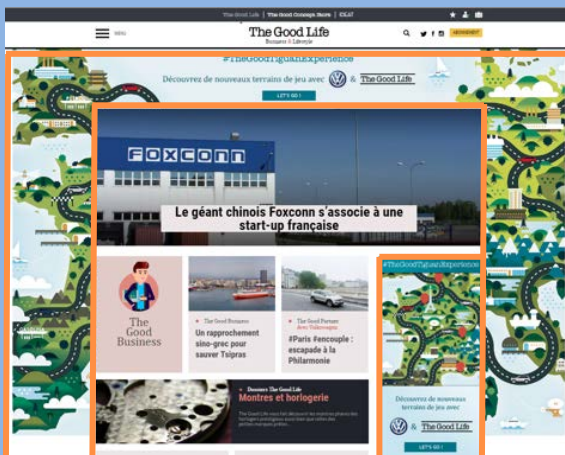 The Good Life | The Good Concept Store | IDEAT
MENU
The Good Life
Business & Lifestyle
ABONNEMENT
#TheGoodTiguanExperience
Découvrez de nouveaux terrains de jeu avec & The Good Life
LET'S GO !
FOXCONN
Le géant chinois Foxconn s'associe à une
start-up française
#TheGoodTiguanExperience
The
Good
Business
The Good Business
Un rapprochement
sino-grec pour
sauver Tsipras
The Good Partner
Avec Volkswagen
#Paris #encouple :
escapade à la
Philarmonie
Dossiers The Good Life
Montres et horlogerie
Découvrez de nouveaux
terrains de jeu avec
& The Good Life
LET'S GO !